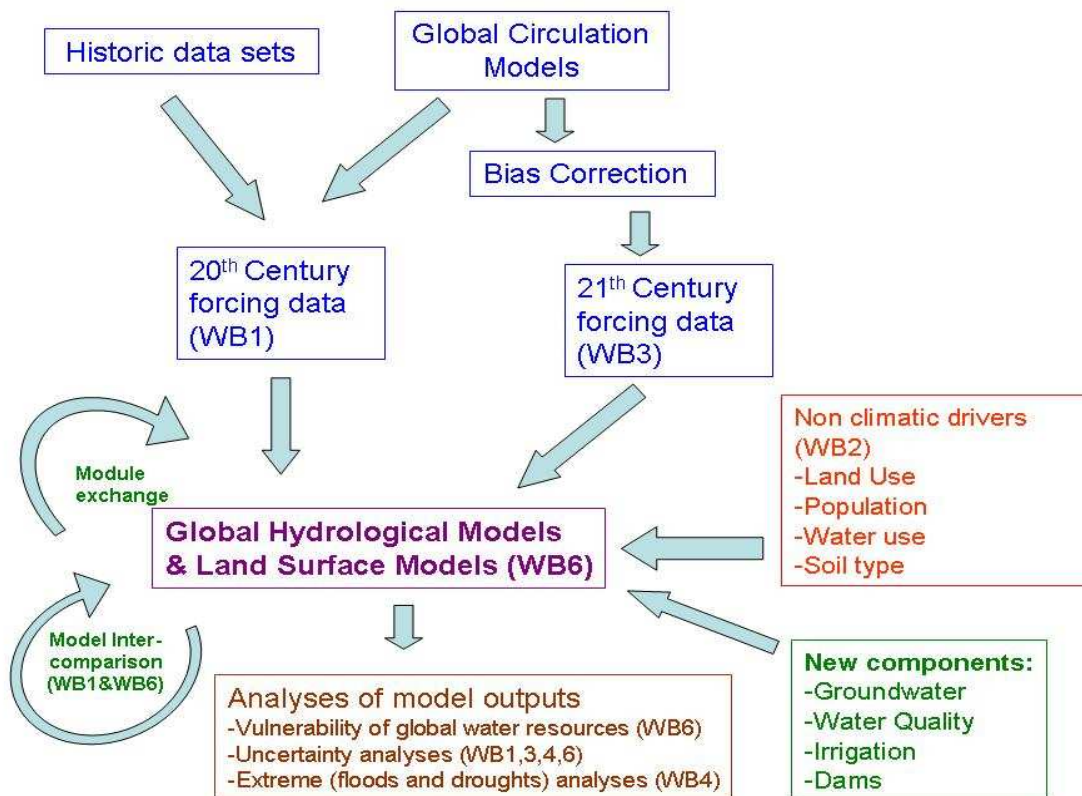 Historic data sets
Global Circulation
Models
Bias Correction
20th Century
forcing data
(WB1)
21th Century
forcing data
(WB3)
Non climatic drivers
(WB2)
-Land Use
-Population
-Water use
-Soil type
Module
exchange
Global Hydrological Models
& Land Surface Models (WB6)
Model Inter-
comparison
(WB1&WB6)
New components:
-Groundwater
-Water Quality
-Irrigation
-Dams
Analyses of model outputs
-Vulnerability of global water resources (WB6)
-Uncertainty analyses (WB1,3,4,6)
-Extreme (floods and droughts) analyses (WB4)